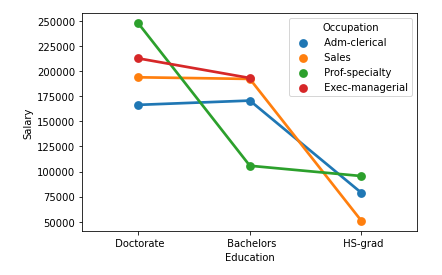 250000
225000
200000
175000
150000
125000
100000
75000
50000
Salary
Occupation
Adm-clerical
Sales
Prof-specialty
Exec-managerial
Doctorate
Bachelors
HS-grad
Education